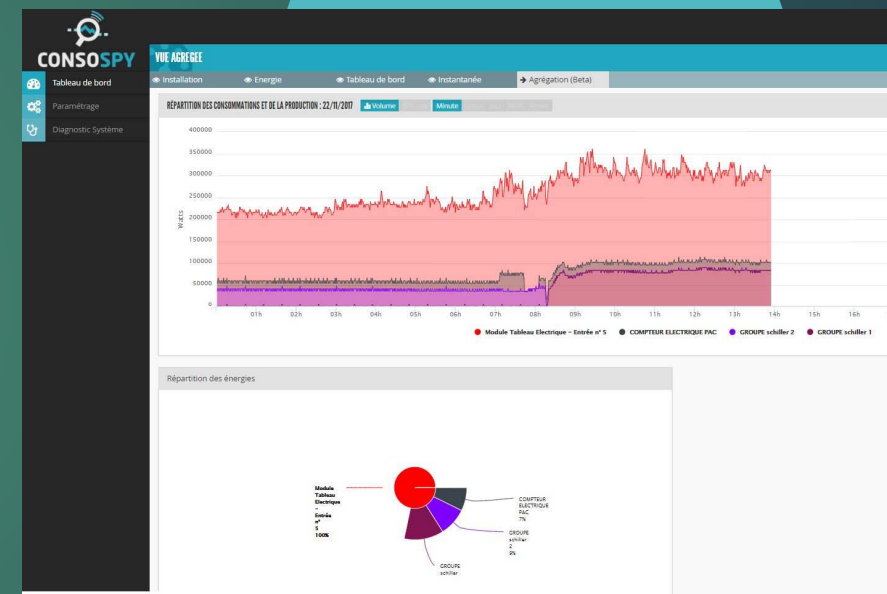 CONSOSPY
VUE AGREGEE
Tableau de bord
Paramétrage
Diagnostic Système
Installation
Energie
Tableau de bord
Instantanée
Agrégation (Beta)
RÉPARTITION DES CONSOMMATIONS ET DE LA PRODUCTION : 22/11/2017
Volume
Minute
400000
350000
300000
250000
200000
150000
100000
50000
0
Watts
01h 02h 03h 04h 05h 06h 07h 08h 09h 10h 11h 12h 13h 14h 15h 16h
Module Tableau Electrique – Entrée n° 5
COMPTEUR ELECTRIQUE PAC
GROUPE schiller 2
GROUPE schiller 1
Répartition des énergies
Module
Tableau
Electrique
–
Entrée
n°
5
100%
COMPTEUR
ELECTRIQUE
PAC
7%
GROUPE
schiller
2
9%
GROUPE
schiller